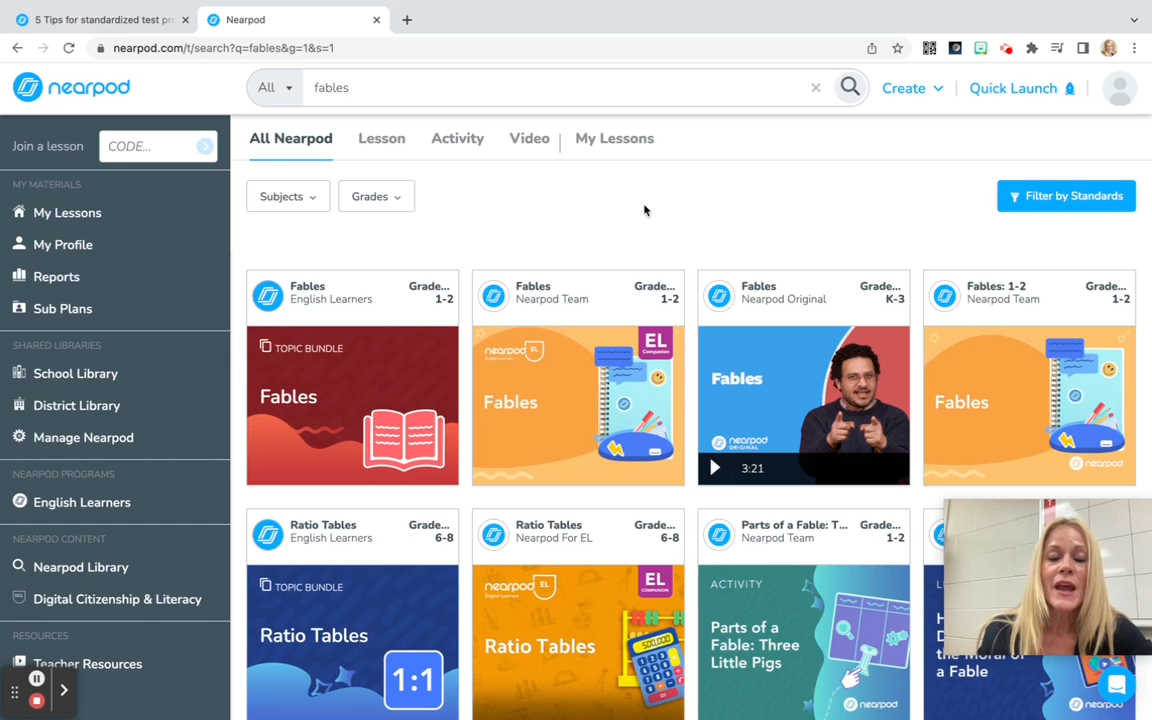 5 Tips for standardized test pr
Nearpod
nearpod.com/t/search?q=fables&g=1&s=1
nearpod
All
fables
Create
Quick Launch
Join a lesson
CODE...
All Nearpod
Lesson
Activity
Video
My Lessons
MY MATERIALS
My Lessons
My Profile
Reports
Sub Plans
SHARED LIBRARIES
School Library
District Library
Manage Nearpod
NEARPOD PROGRAMS
English Learners
NEARPOD CONTENT
Nearpod Library
Digital Citizenship & Literacy
RESOURCES
Teacher Resources
Subjects
Grades
Filter by Standards
Fables
English Learners
Grade...
1-2
TOPIC BUNDLE
Fables
Fables
Nearpod Team
Grade...
1-2
nearpod
EL
Companion
Fables
Fables
Nearpod Original
Grade...
K-3
Fables
nearpod
ORIGINAL
3:21
Fables: 1-2
Nearpod Team
Grade...
1-2
Fables
nearpod
Ratio Tables
English Learners
Grade...
6-8
TOPIC BUNDLE
Ratio Tables
1:1
Ratio Tables
Nearpod For EL
Grade...
6-8
nearpod
EL
COMPANION
Ratio Tables
500,000
Parts of a Fable: T...
Nearpod Team
Grade...
1-2
ACTIVITY
Parts of a
Fable: Three
Little Pigs
nearpod
the Moral of
a Fable
nearpod